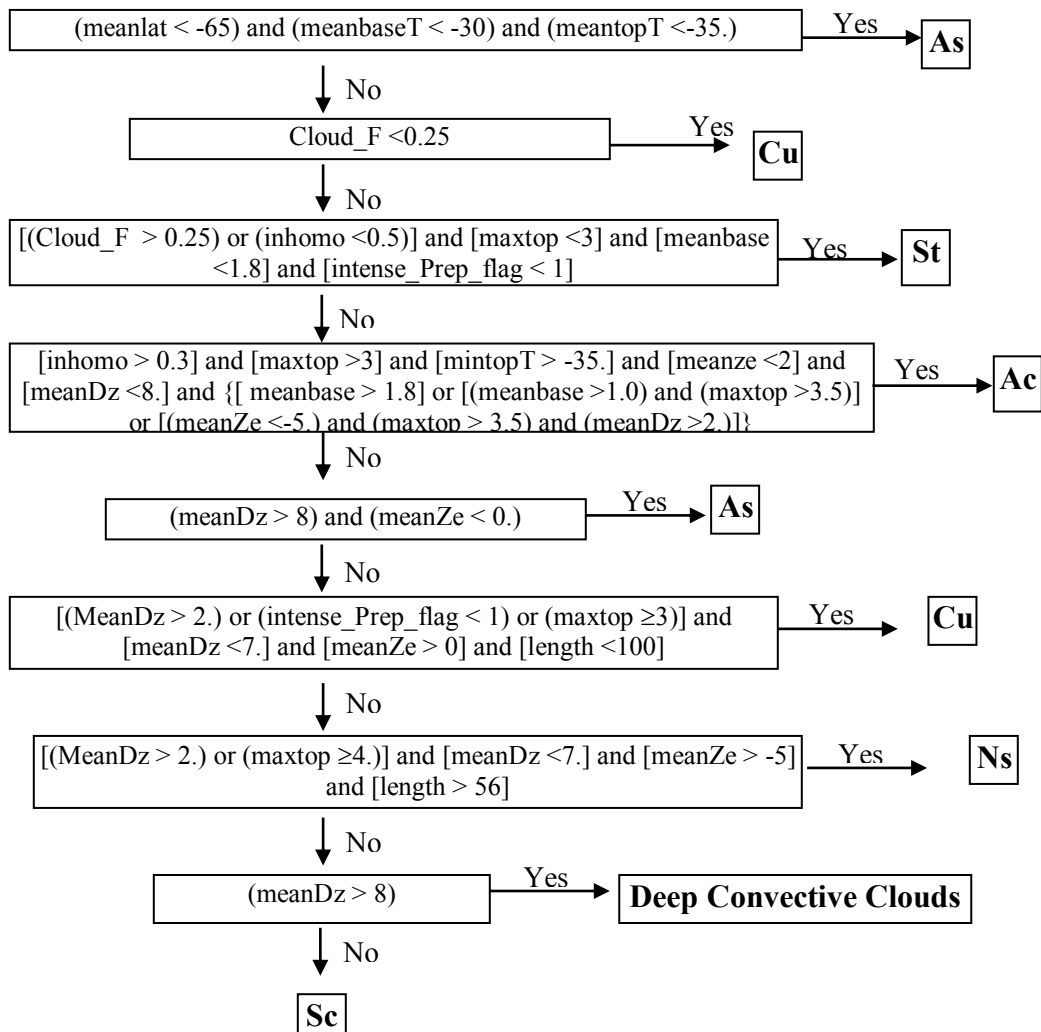 (meanlat < -65) and (meanbaseT < -30) and (meantopT <-35.)
Yes
As
No
Cloud_F <0.25
Yes
Cu
No
[(Cloud_F > 0.25) or (inhomo <0.5)] and [maxtop <3] and [meanbase
<1.8] and [intense_Prep_flag < 1]
Yes
St
No
[inhomo > 0.3] and [maxtop >3] and [mintopT > -35.] and [meanze <2] and
[meanDz <8.] and {[ meanbase > 1.8] or [(meanbase >1.0) and (maxtop >3.5)]
or [(meanZe <-5.) and (maxtop > 3.5) and (meanDz >2.)]}
Yes
Ac
No
(meanDz > 8) and (meanZe < 0.)
Yes
As
No
[(MeanDz > 2.) or (intense_Prep_flag < 1) or (maxtop ≥3)] and
[meanDz <7.] and [meanZe > 0] and [length <100]
Yes
Cu
No
[(MeanDz > 2.) or (maxtop ≥4.)] and [meanDz <7.] and [meanZe > -5]
and [length > 56]
Yes
Ns
No
(meanDz > 8)
Yes
Deep Convective Clouds
No
Sc